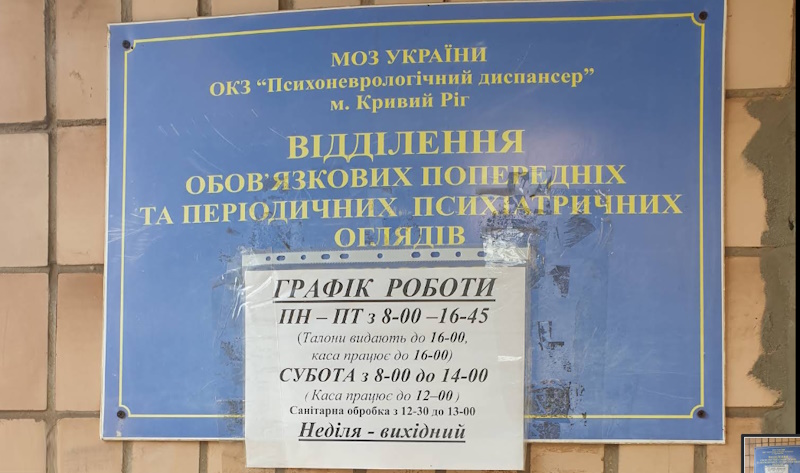 МОЗ УКРАЇНИ
ОКЗ “Психоневрологічний диспансер”
м. Кривий Ріг
ВІДДІЛЕННЯ
ОБОВ’ЯЗКОВИХ ПОПЕРЕДНІХ
ТА ПЕРІОДИЧНИХ ПСИХІАТРИЧНИХ
ОГЛЯДІВ
ГРАФІК РОБОТИ
ПН – ПТ з 8-00 –16-45
(Талони видають до 16-00,
каса працює до 16-00)
СУБОТА з 8-00 до 14-00
( Каса працює до 12–00 )
Санітарна обробка з 12-30 до 13-00
Неділя - вихідний